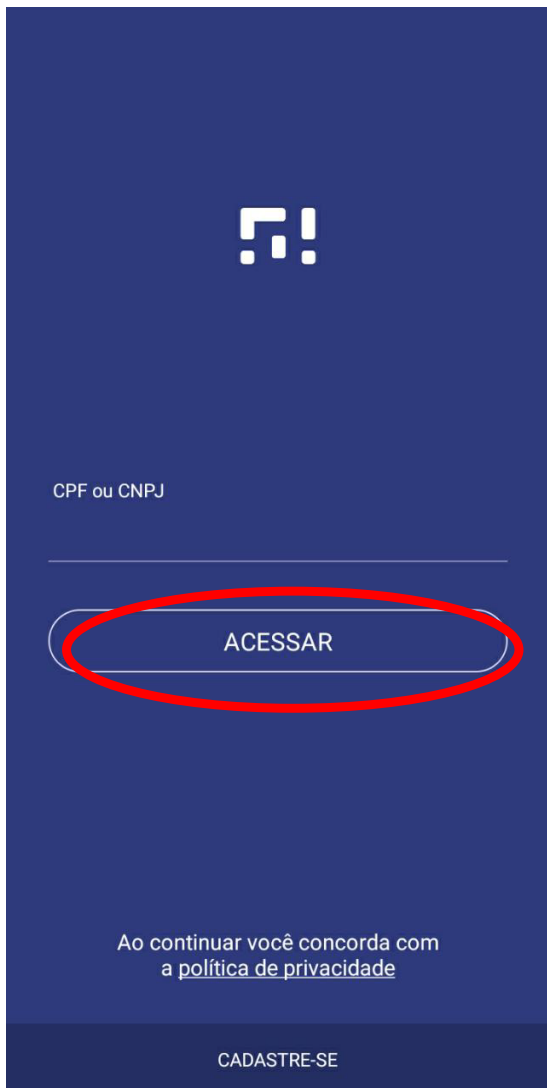 CPF ou CNPJ
ACESSAR
Ao continuar você concorda com
a política de privacidade
CADASTRE-SE